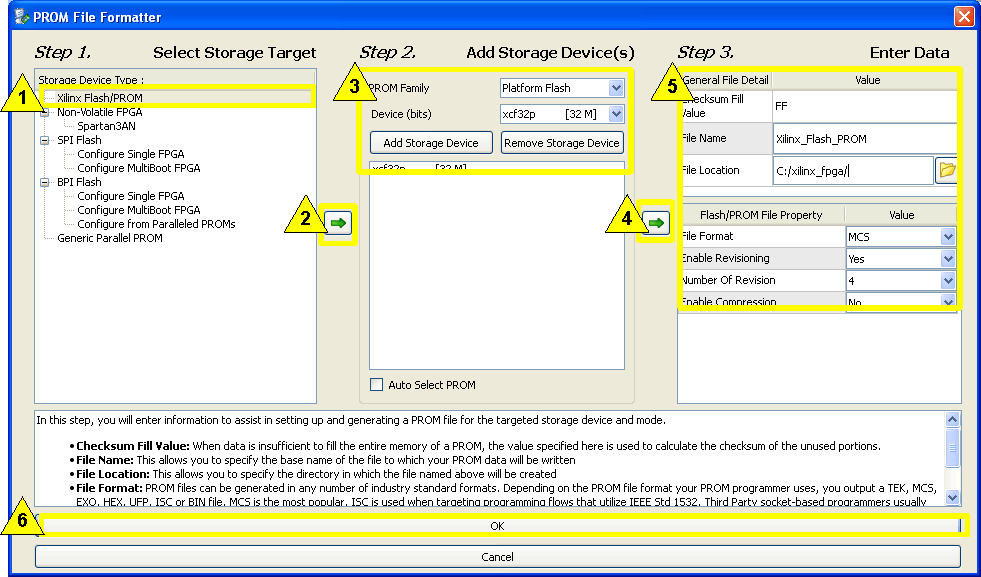 PROM File Formatter
Step 1. Select Storage Target
Storage Device Type :
Xilinx Flash/PROM
Non-Volatile FPGA
Spartan3AN
SPI Flash
Configure Single FPGA
Configure MultiBoot FPGA
BPI Flash
Configure Single FPGA
Configure MultiBoot FPGA
Configure from Paralleled PROMs
Generic Parallel PROM
1
2
Step 2. Add Storage Device(s)
3
PROM Family Platform Flash
Device (bits) xcf32p [32 M]
Add Storage Device Remove Storage Device
xcf32p [32 M]
Auto Select PROM
4
Step 3. Enter Data
5
General File Detail Value
Checksum Fill
Value FF
File Name Xilinx_Flash_PROM
File Location C:/xilinx_fpga/
Flash/PROM File Property Value
File Format MCS
Enable Revisioning Yes
Number Of Revision 4
Enable Compression No
In this step, you will enter information to assist in setting up and generating a PROM file for the targeted storage device and mode.
• Checksum Fill Value: When data is insufficient to fill the entire memory of a PROM, the value specified here is used to calculate the checksum of the unused portions.
• File Name: This allows you to specify the base name of the file to which your PROM data will be written
• File Location: This allows you to specify the directory in which the file named above will be created
• File Format: PROM files can be generated in any number of industry standard formats. Depending on the PROM file format your PROM programmer uses, you output a TEK, MCS,
EXO, HEX, UFP, ISC or BIN file. MCS is the most popular. ISC is used when targeting programming flows that utilize IEEE Std 1532. Third Party socket-based programmers usually
6
OK
Cancel